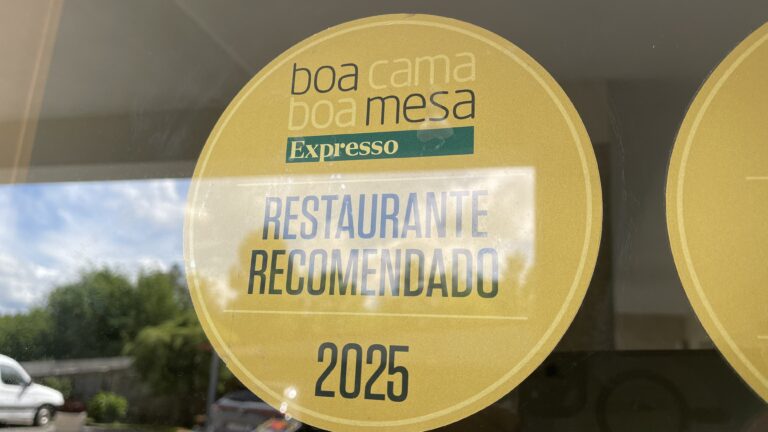 boa cama
boa mesa
Expresso
RESTAURANTE
RECOMENDADO
2025